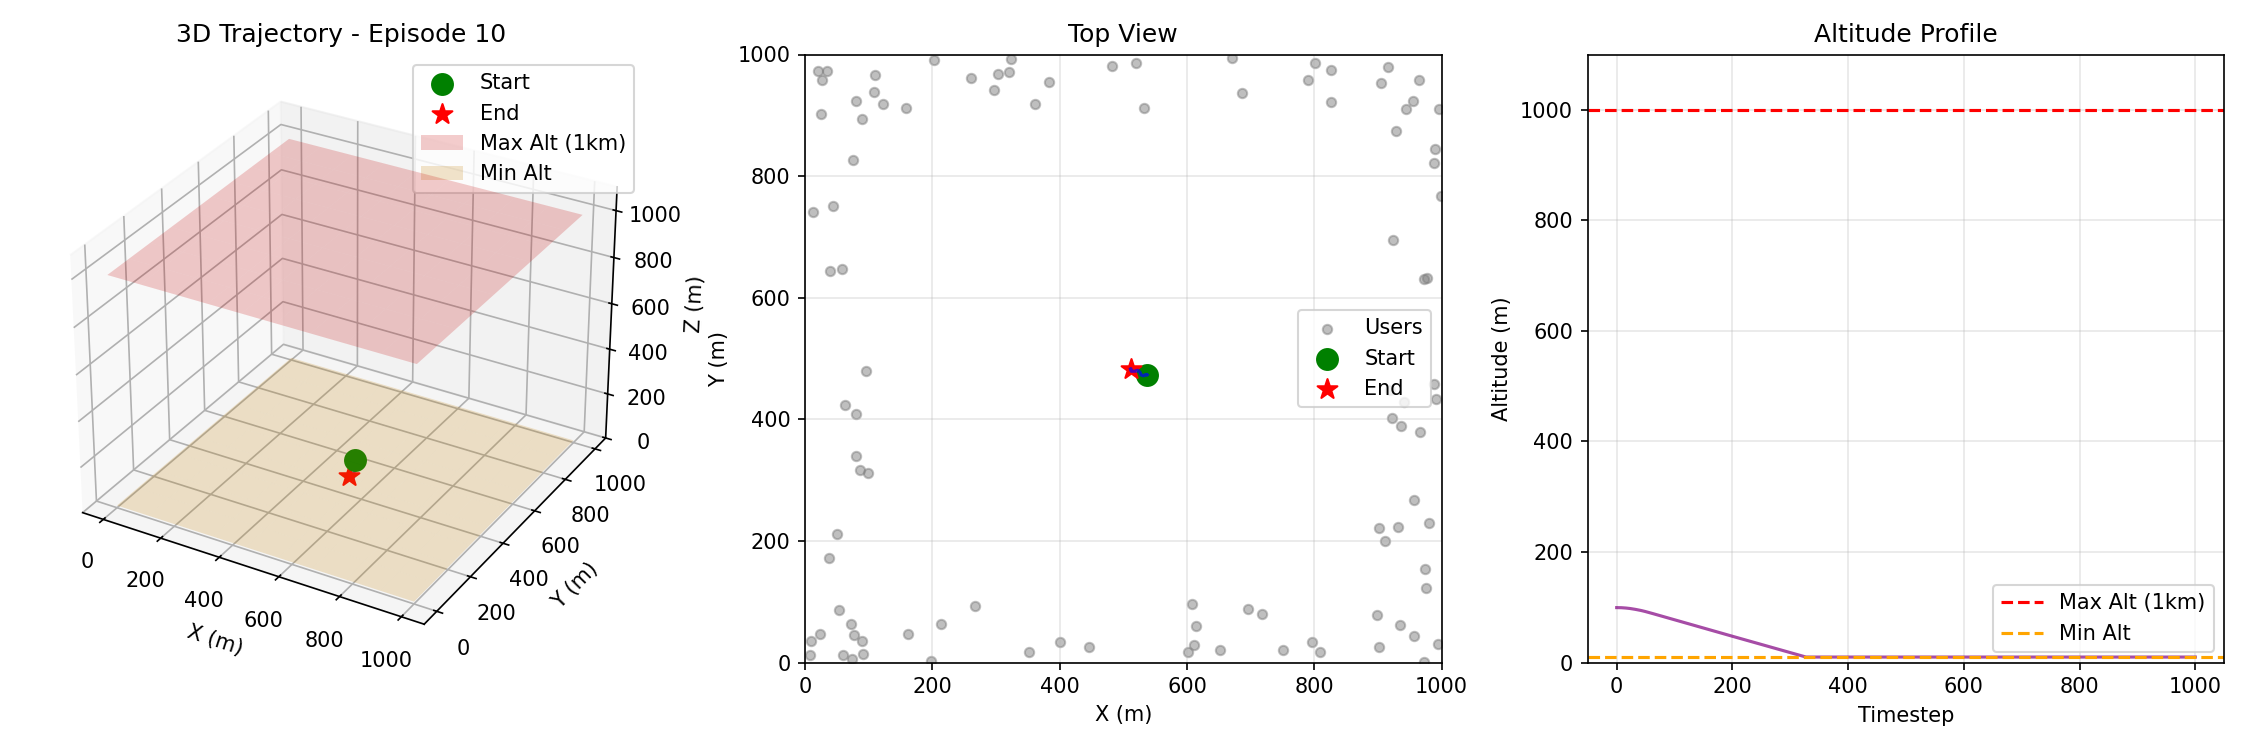 3D Trajectory - Episode 10
Start
End
Max Alt (1km)
Min Alt
1000
800
600
400
200
0
Z (m)
0
200
400
600
800
1000
X (m)
0
200
400
600
800
1000
Y (m)
Top View
1000
800
600
400
200
0
Y (m)
Users
Start
End
0
200
400
600
800
1000
X (m)
Altitude Profile
1000
800
600
400
200
0
Altitude (m)
Max Alt (1km)
Min Alt
0
200
400
600
800
1000
Timestep